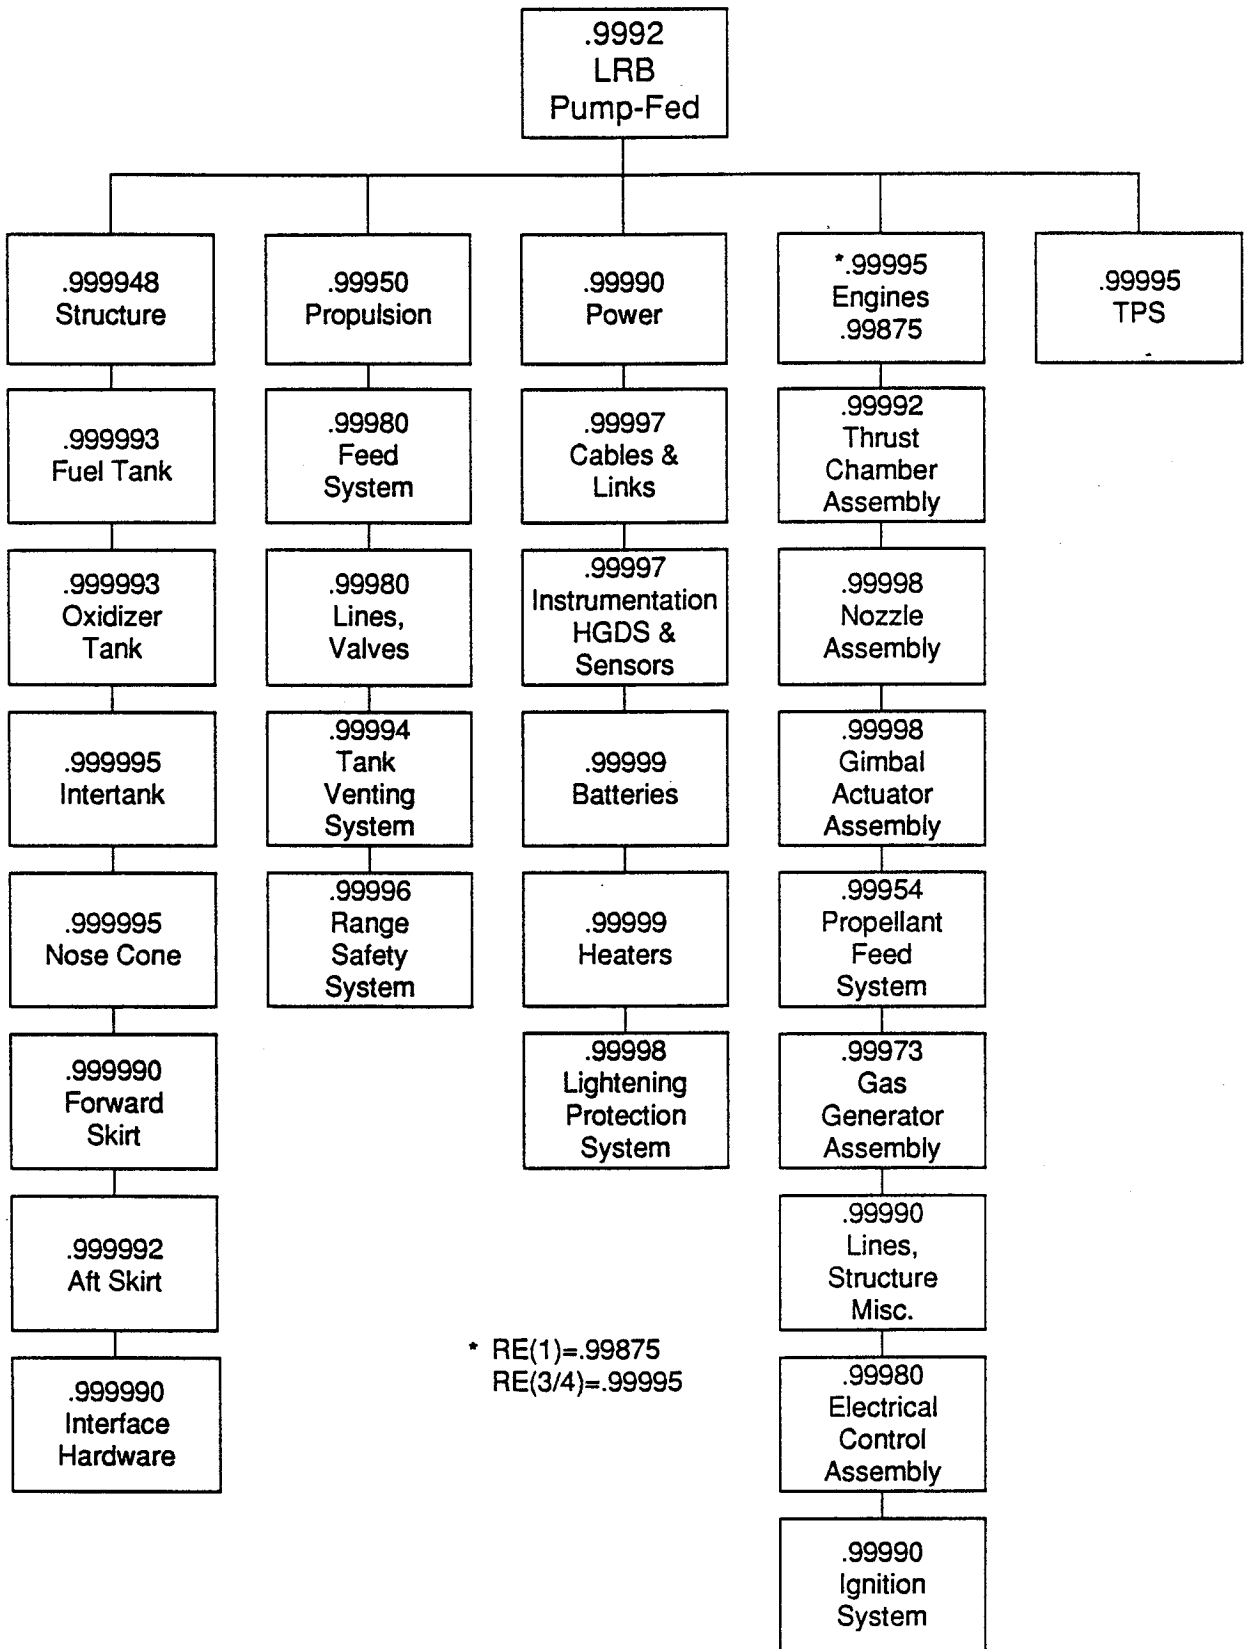 .9992
LRB
Pump-Fed
.999948
Structure
.99950
Propulsion
.99990
Power
*.99995
Engines
.99875
.99995
TPS
.999993
Fuel Tank
.99980
Feed
System
.99997
Cables &
Links
.99992
Thrust
Chamber
Assembly
.999993
Oxidizer
Tank
.99980
Lines,
Valves
.99997
Instrumentation
HGDS &
Sensors
.99998
Nozzle
Assembly
.999995
Intertank
.99994
Tank
Venting
System
.99999
Batteries
.99998
Gimbal
Actuator
Assembly
.999995
Nose Cone
.99996
Range
Safety
System
.99999
Heaters
.99954
Propellant
Feed
System
.999990
Forward
Skirt
.99998
Lightening
Protection
System
.99973
Gas
Generator
Assembly
.999992
Aft Skirt
.99990
Lines,
Structure
Misc.
* RE(1)=.99875
RE(3/4)=.99995
.999990
Interface
Hardware
.99980
Electrical
Control
Assembly
.99990
Ignition
System